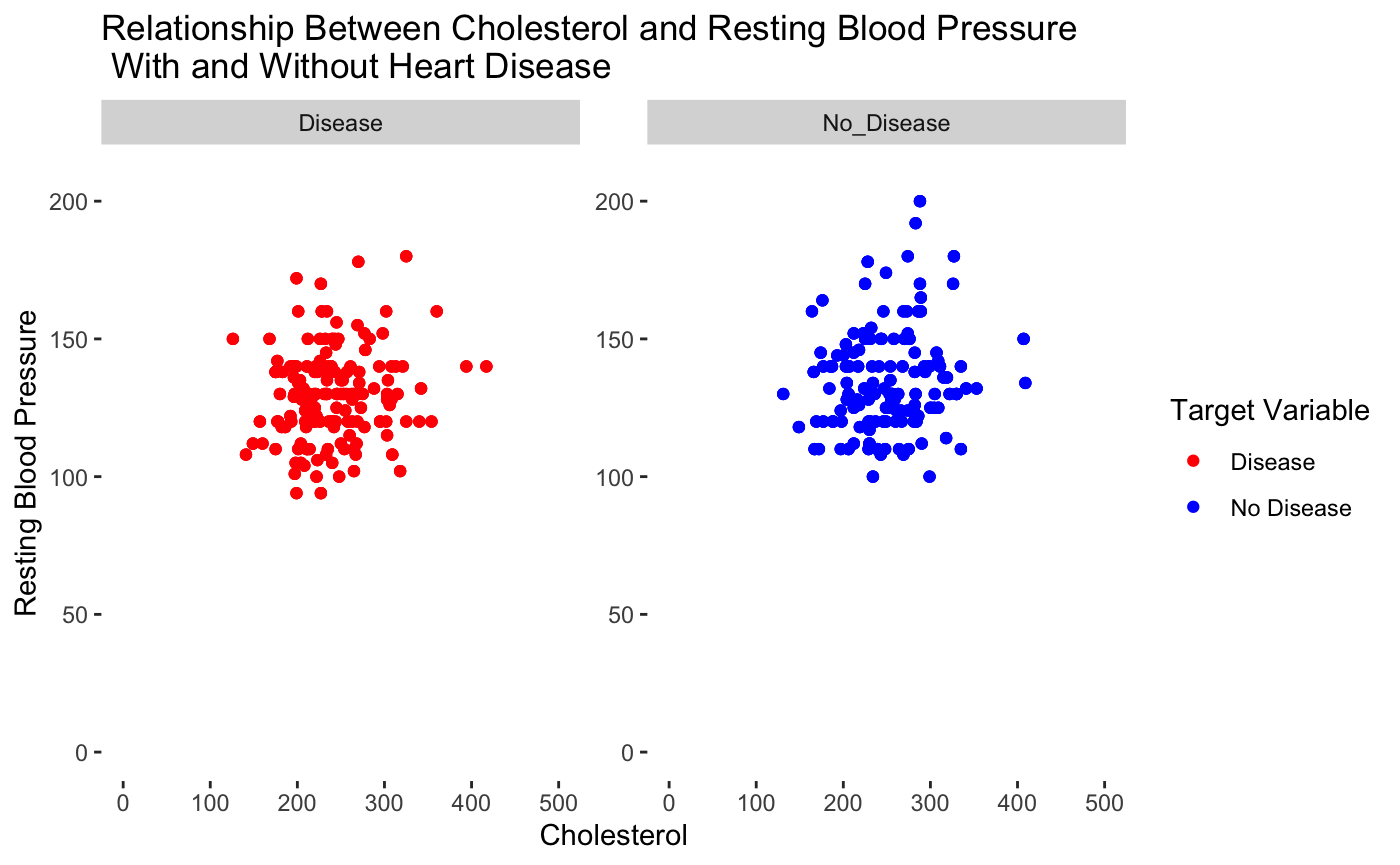 Relationship Between Cholesterol and Resting Blood Pressure
With and Without Heart Disease
Disease
No_Disease
Resting Blood Pressure
200
150
100
50
0
200
150
100
50
0
0 100 200 300 400 500
0 100 200 300 400 500
Cholesterol
Target Variable
Disease
No Disease